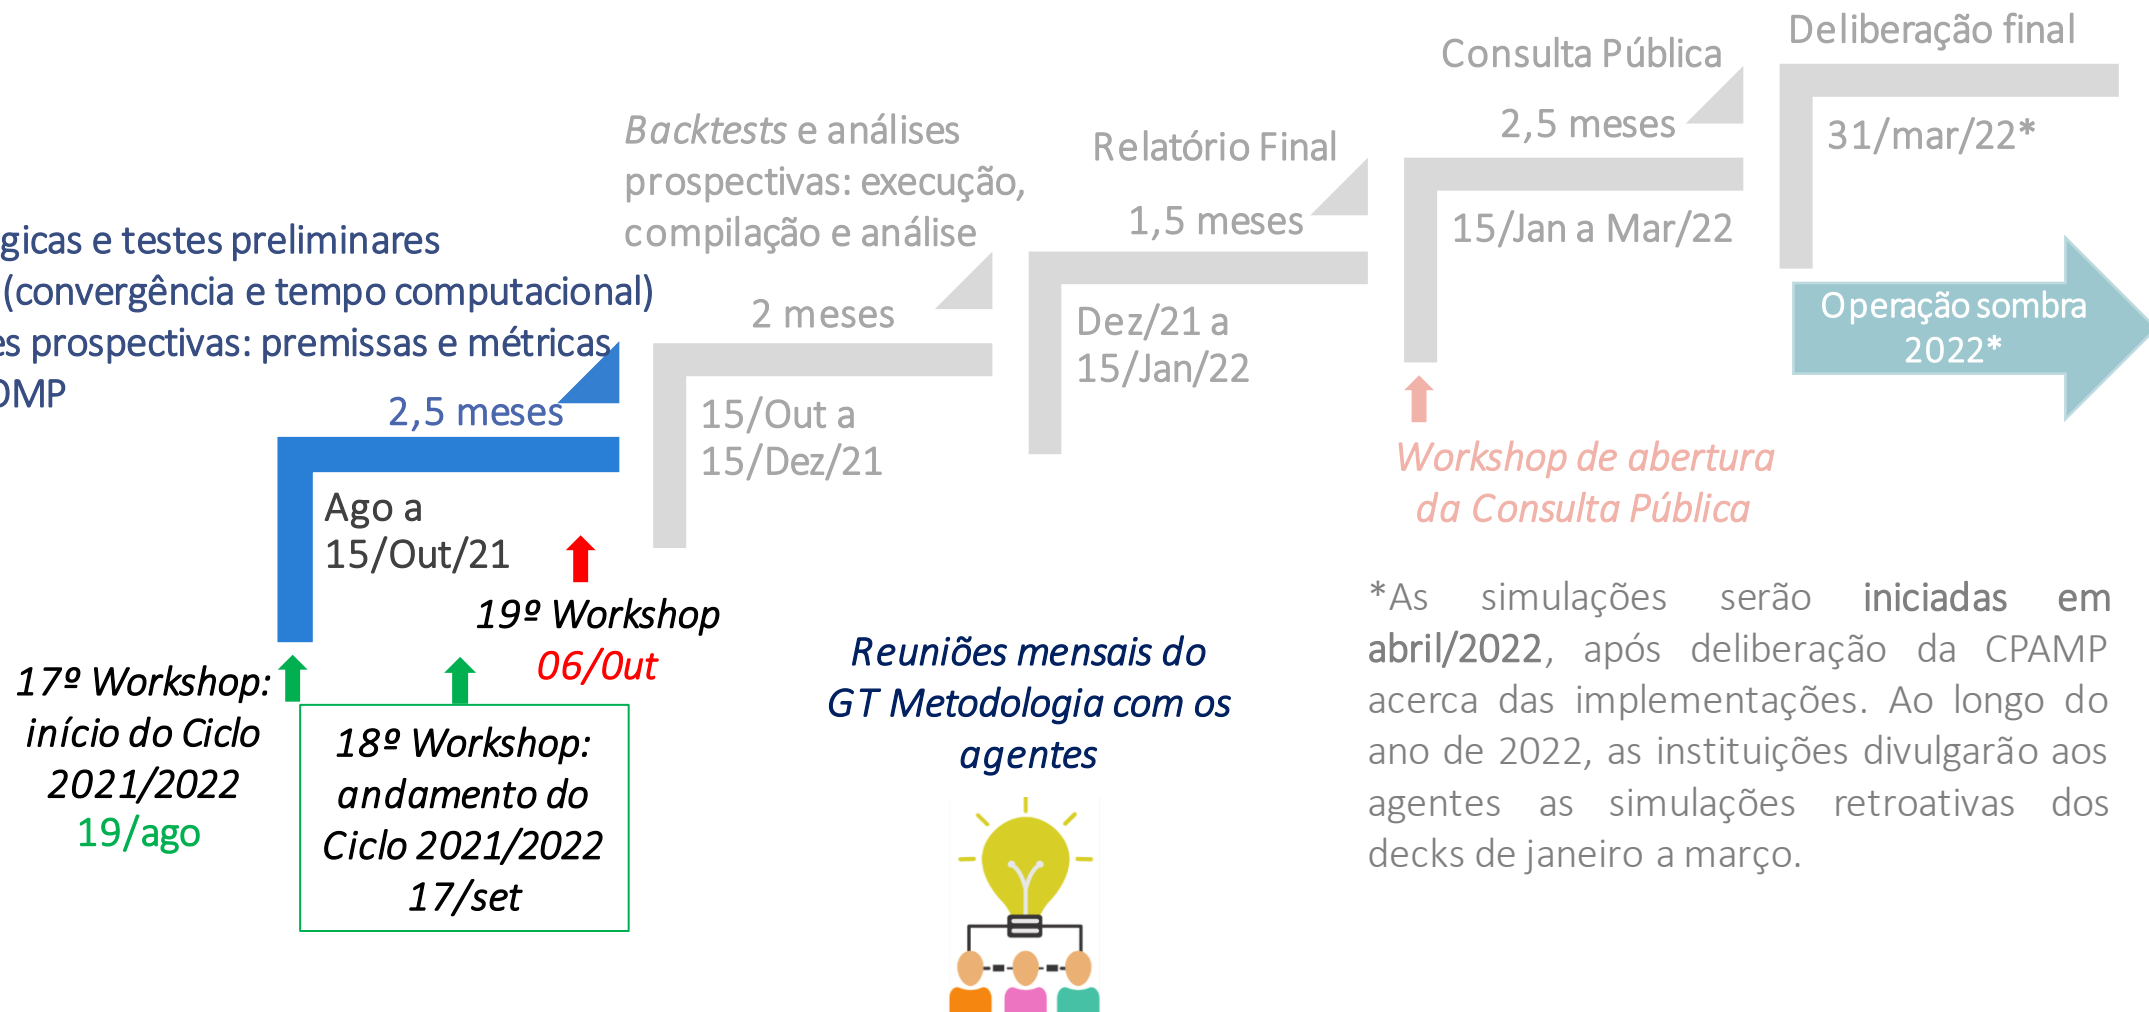 gicas e testes preliminares
(convergência e tempo computacional)
es prospectivas: premissas e métricas
OMP
2,5 meses
Ago a
15/Out/21
17º Workshop:
início do Ciclo
2021/2022
19/ago
18º Workshop:
andamento do
Ciclo 2021/2022
17/set
19º Workshop
06/0ut
Backtests e análises
prospectivas: execução,
compilação e análise
2 meses
15/Out a
15/Dez/21
Relatório Final
1,5 meses
Dez/21 a
15/Jan/22
Consulta Pública
2,5 meses
15/Jan a Mar/22
Workshop de abertura
da Consulta Pública
Deliberação final
31/mar/22*
Operação sombra
2022*
Reuniões mensais do
GT Metodologia com os
agentes
*As simulações serão iniciadas em
abril/2022, após deliberação da CPAMP
acerca das implementações. Ao longo do
ano de 2022, as instituições divulgarão aos
agentes as simulações retroativas dos
decks de janeiro a março.